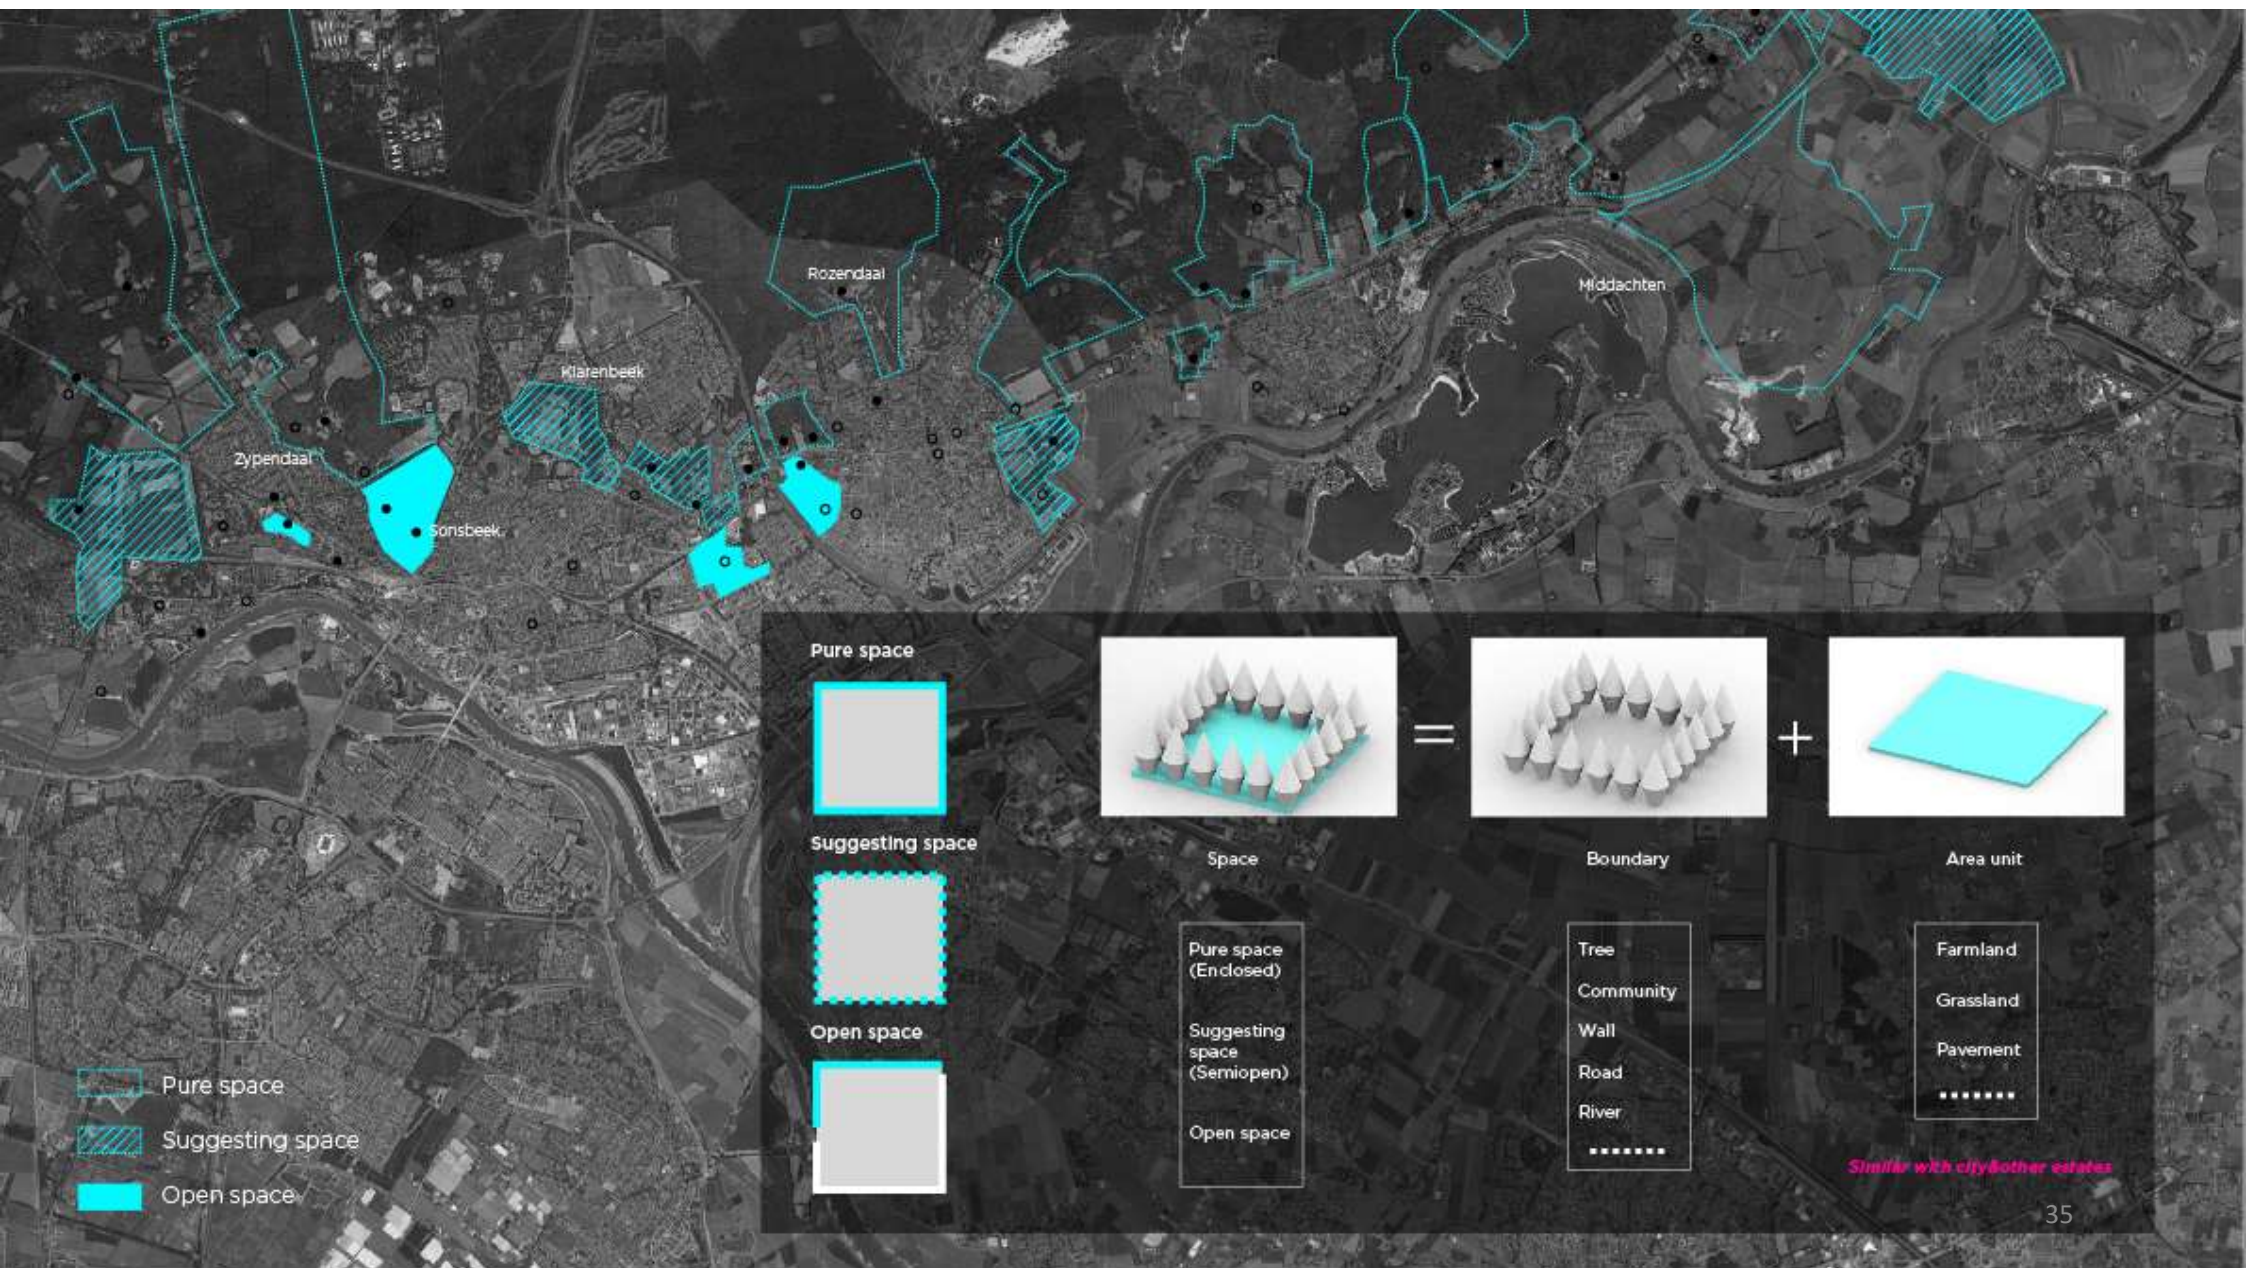 Rozendaal
Middachten
Klarenbeek
Zypendaal
Sonsbeek
Pure space
Suggesting space
Open space
Pure space
Suggesting space
Open space
=
+
Space
Boundary
Area unit
Pure space
(Enclosed)
Suggesting
space
(Semiopen)
Open space
Tree
Community
Wall
Road
River
.......
Farmland
Grassland
Pavement
.......
Similar with city&other estates
35